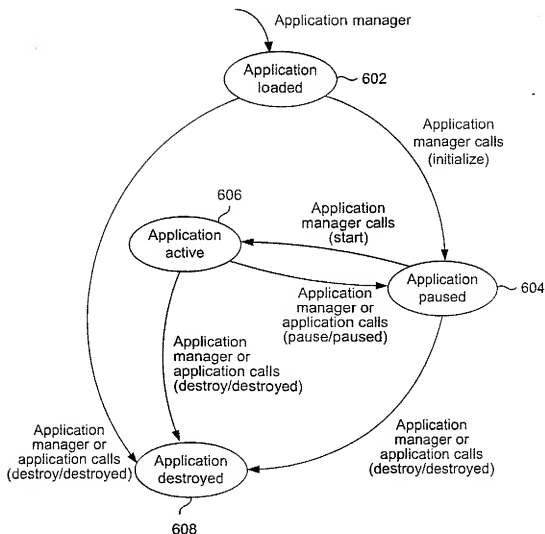 Application manager
Application
loaded
602
Application
manager calls
(initialize)
606
Application
manager calls
(start)
Application
active
Application
paused
604
Application
manager or
application calls
(pause/paused)
Application
manager or
application calls
(destroy/destroyed)
Application
manager or
application calls
(destroy/destroyed)
Application
manager or
application calls
(destroy/destroyed)
Application
destroyed
608